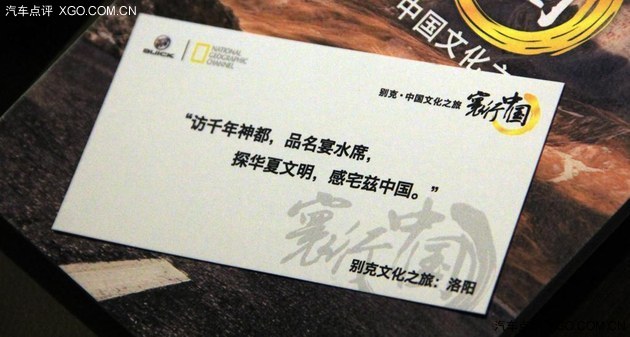 汽车点评 XGO.COM.CN
中国文化之
BUICK
NATIONAL
GEOGRAPHIC
CHANNEL
别克·中国文化之旅 寰行中国
“访千年神都，品名宴水席，
探华夏文明，感宅兹中国。”
寰行中国
别克文化之旅：洛阳